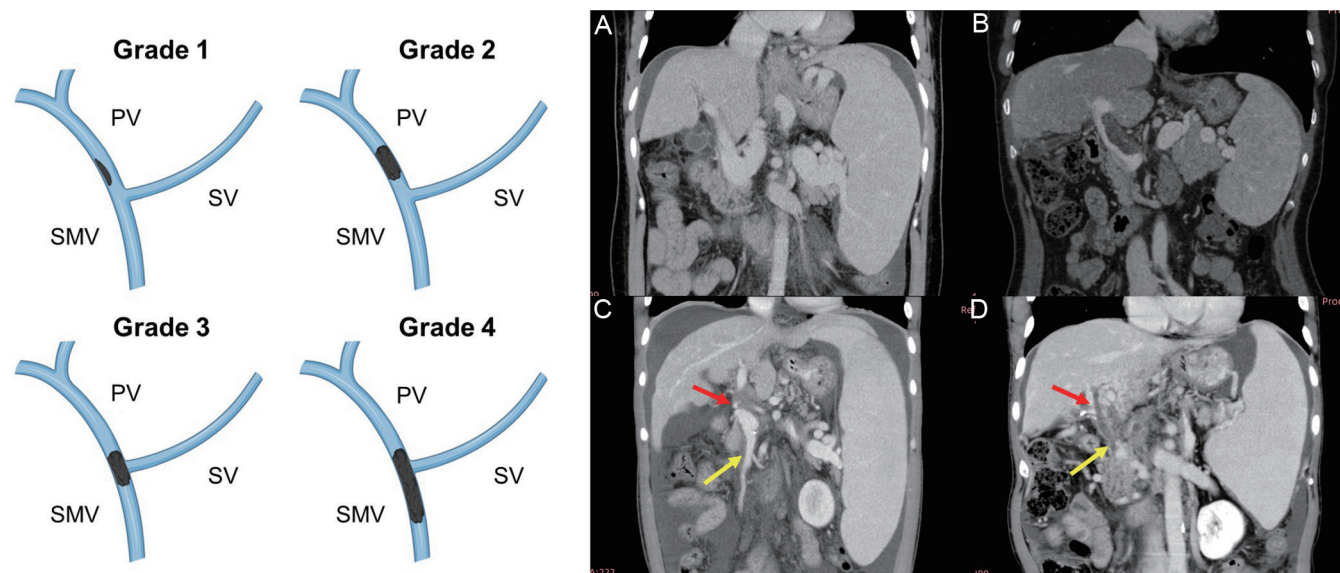 Grade 1
PV
SV
SMV
Grade 2
PV
SV
SMV
Grade 3
PV
SV
SMV
Grade 4
PV
SV
SMV
A
B
C
D